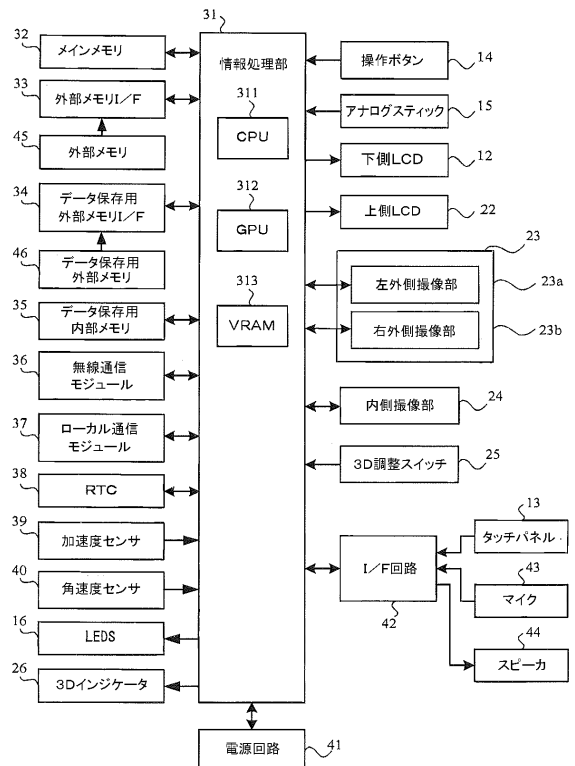 31
情報処理部
311
CPU
312
GPU
313
VRAM
32
メインメモリ
33
外部メモリI／F
45
外部メモリ
34
データ保存用
外部メモリI／F
46
データ保存用
外部メモリ
35
データ保存用
内部メモリ
36
無線通信
モジュール
37
ローカル通信
モジュール
38
RTC
39
加速度センサ
40
角速度センサ
16
LEDS
26
3Dインジケータ
操作ボタン
14
アナログスティック
15
下側LCD
12
上側LCD
22
23
左外側撮像部
23a
右外側撮像部
23b
内側撮像部
24
3D調整スイッチ
25
I／F回路
42
13
タッチパネル
43
マイク
44
スピーカ
電源回路
41